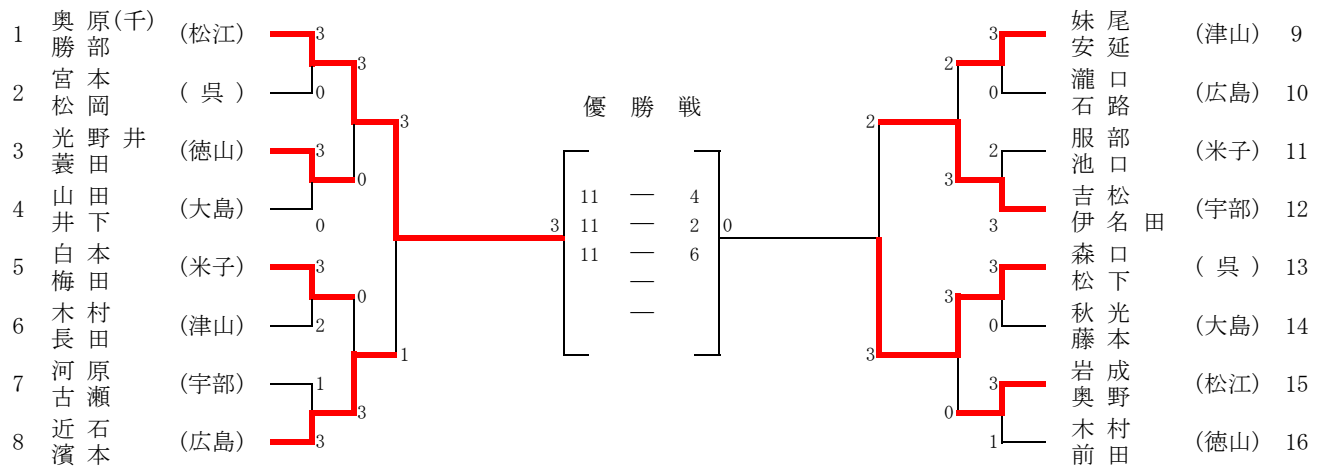 1 奥原(千) 勝部 (松江) 3
3
2 宮本 松岡 (呉) 0
3
3 光野井 蓑田 (徳山) 3
0
4 山田 井下 (大島) 0
5 白本 梅田 (米子) 3
0
6 木村 長田 (津山) 2
1
7 河原 古瀬 (宇部) 1
3
8 近石 濱本 (広島) 3
優勝戦
11 — 4
3 11 — 2 0
11 — 6
—
—
3 妹尾 安延 (津山) 9
2
0 瀧口 石路 (広島) 10
2
2 服部 池口 (米子) 11
3
3 吉松 伊名田 (宇部) 12
3 森口 松下 (呉) 13
3
0 秋光 藤本 (大島) 14
3
3 岩成 奥野 (松江) 15
0
1 木村 前田 (徳山) 16